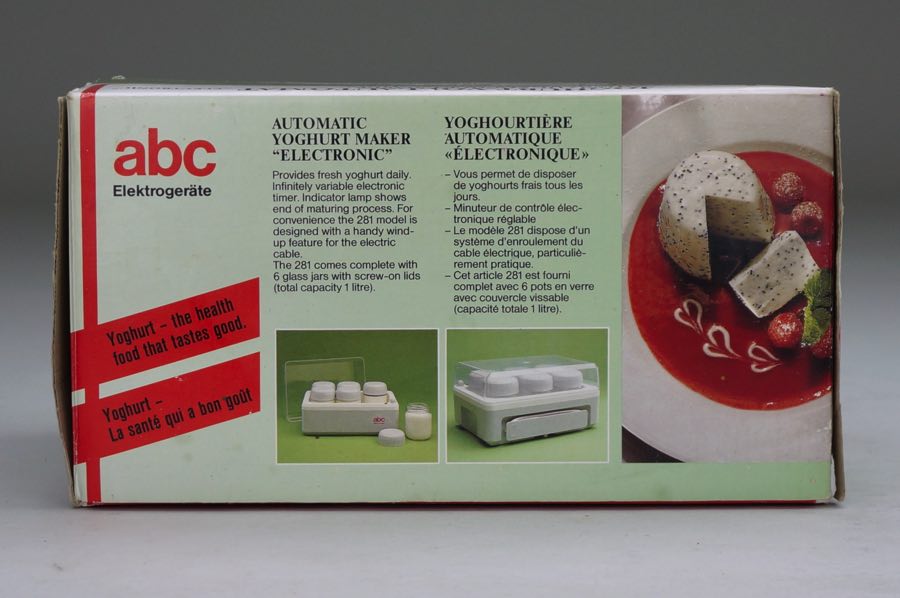 abc
Elektrogeräte
AUTOMATIC
YOGHURT MAKER
“ELECTRONIC”
Provides fresh yoghurt daily.
Infinitely variable electronic
timer. Indicator lamp shows
end of maturing process. For
convenience the 281 model is
designed with a handy wind-
up feature for the electric
cable.
The 281 comes complete with
6 glass jars with screw-on lids
(total capacity 1 litre).
YOGHOURTIÈRE
AUTOMATIQUE
«ÉLECTRONIQUE»
– Vous permet de disposer
de yoghourts frais tous les
jours.
– Minuteur de contrôle élec-
tronique réglable
– Le modèle 281 dispose d'un
système d'enroulement du
cable électrique, particuliè-
rement pratique.
– Cet article 281 est fourni
complet avec 6 pots en verre
avec couvercle vissable
(capacité totale 1 litre).
Yoghurt – the health
food that tastes good.
Yoghurt –
La santé qui a bon goût
abc